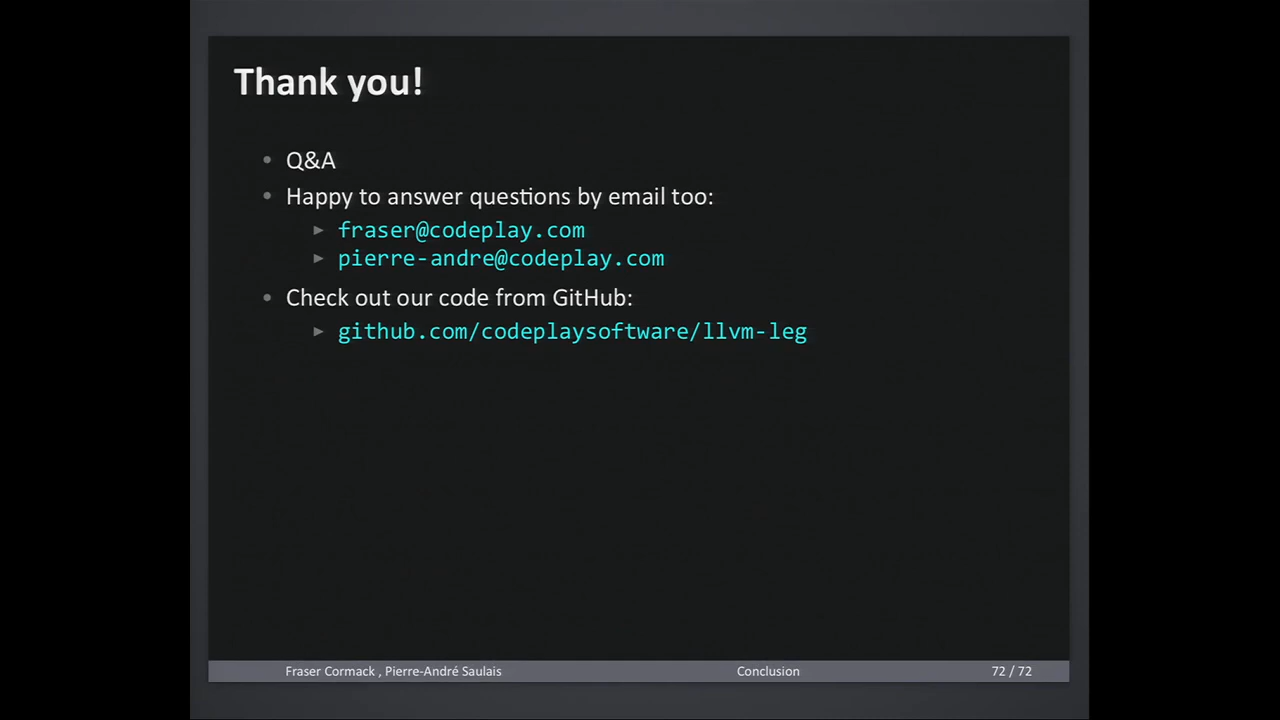 Thank you!
Q&A
Happy to answer questions by email too:
fraser@codeplay.com
pierre-andre@codeplay.com
Check out our code from GitHub:
github.com/codeplaysoftware/llvm-leg
Fraser Cormack , Pierre-André Saulais
Conclusion
72 / 72